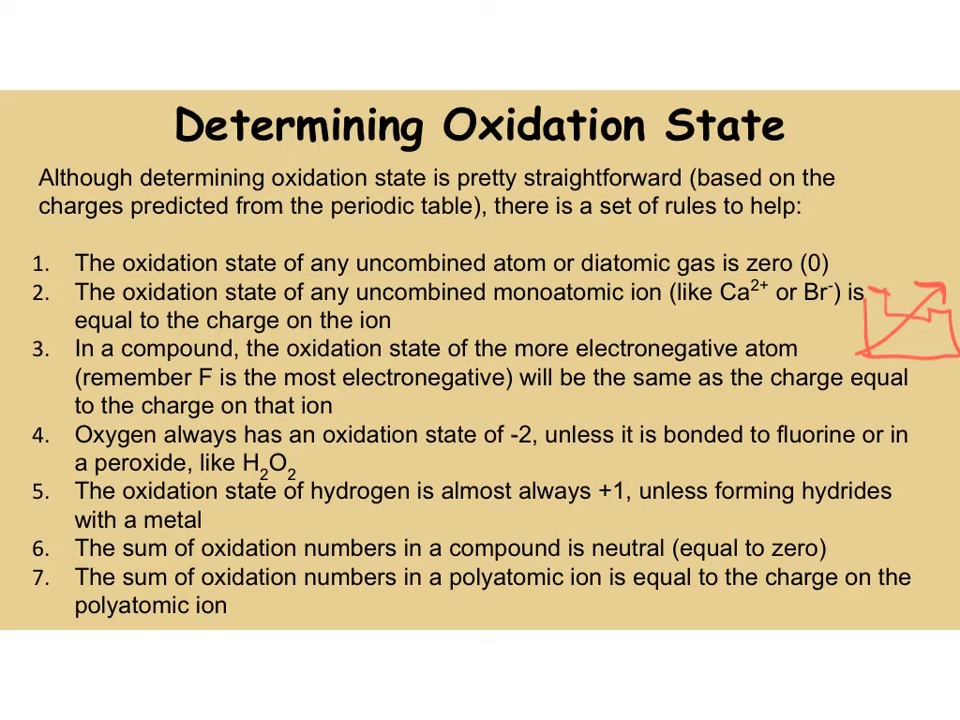 Determining Oxidation State
Although determining oxidation state is pretty straightforward (based on the
charges predicted from the periodic table), there is a set of rules to help:
1. The oxidation state of any uncombined atom or diatomic gas is zero (0)
2. The oxidation state of any uncombined monoatomic ion (like Ca²⁺ or Br⁻) is
equal to the charge on the ion
3. In a compound, the oxidation state of the more electronegative atom
(remember F is the most electronegative) will be the same as the charge equal
to the charge on that ion
4. Oxygen always has an oxidation state of -2, unless it is bonded to fluorine or in
a peroxide, like H₂O₂
5. The oxidation state of hydrogen is almost always +1, unless forming hydrides
with a metal
6. The sum of oxidation numbers in a compound is neutral (equal to zero)
7. The sum of oxidation numbers in a polyatomic ion is equal to the charge on the
polyatomic ion